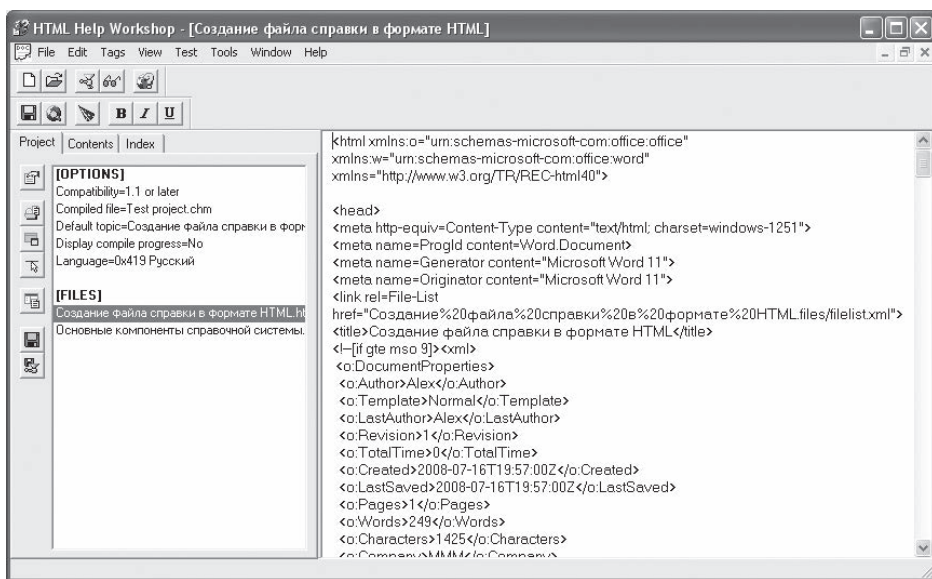 HTML Help Workshop - [Создание файла справки в формате HTML]
File Edit Tags View Test Tools Window Help
B I U
Project Contents Index
[OPTIONS]
Compatibility=1.1 or later
Compiled file=Test project.chm
Default topic=Создание файла справки в форм
Display compile progress=No
Language=0x419 Русский
[FILES]
Создание файла справки в формате HTML.ht
Основные компоненты справочной системы.
<html xmlns:o="urn:schemas-microsoft-com:office:office"
xmlns:w="urn:schemas-microsoft-com:office:word"
xmlns="http://www.w3.org/TR/REC-html40">
<head>
<meta http-equiv=Content-Type content="text/html; charset=windows-1251">
<meta name=ProgId content=Word.Document>
<meta name=Generator content="Microsoft Word 11">
<meta name=Originator content="Microsoft Word 11">
<link rel=File-List
href="Создание%20файла%20справки%20в%20формате%20HTML.files/filelist.xml">
<title>Создание файла справки в формате HTML</title>
<!--[if gte mso 9]><xml>
<o:DocumentProperties>
<o:Author>Alex</o:Author>
<o:Template>Normal</o:Template>
<o:LastAuthor>Alex</o:LastAuthor>
<o:Revision>1</o:Revision>
<o:TotalTime>0</o:TotalTime>
<o:Created>2008-07-16T19:57:00Z</o:Created>
<o:LastSaved>2008-07-16T19:57:00Z</o:LastSaved>
<o:Pages>1</o:Pages>
<o:Words>249</o:Words>
<o:Characters>1425</o:Characters>
<o:Company>MMM</o:Company>